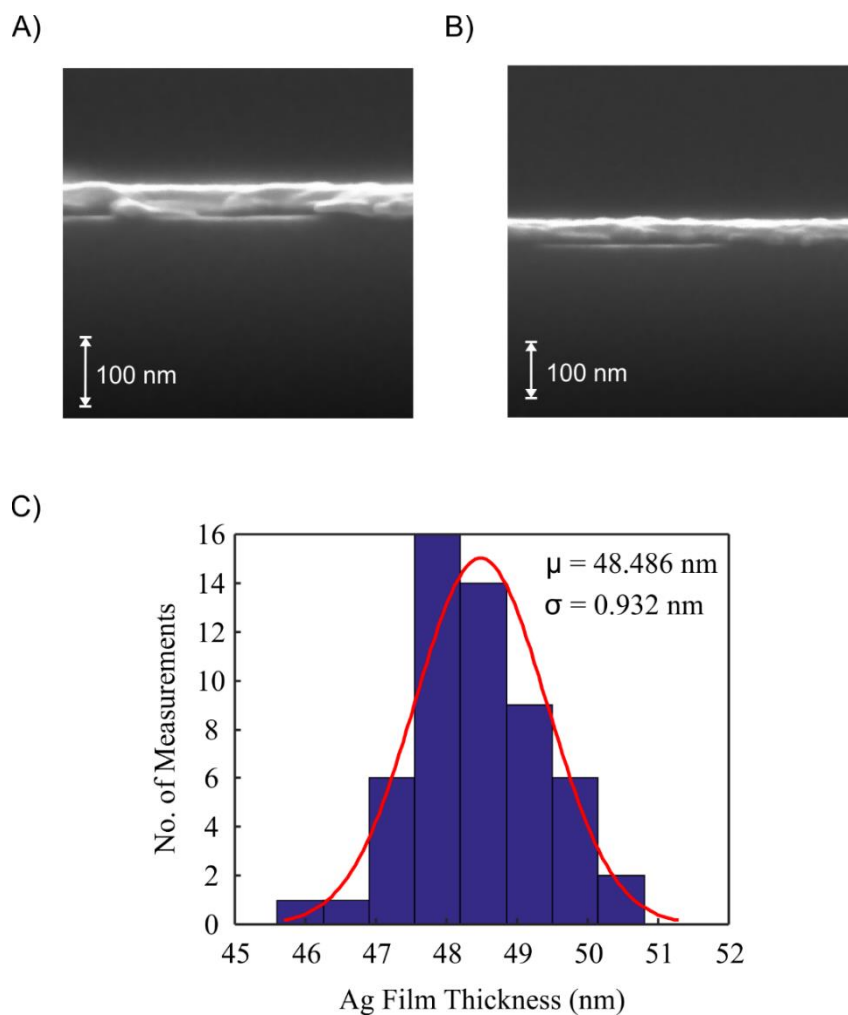 A)
B)
100 nm
100 nm
C)
μ = 48.486 nm
σ = 0.932 nm
No. of Measurements
16
14
12
10
8
6
4
2
0
45 46 47 48 49 50 51 52
Ag Film Thickness (nm)